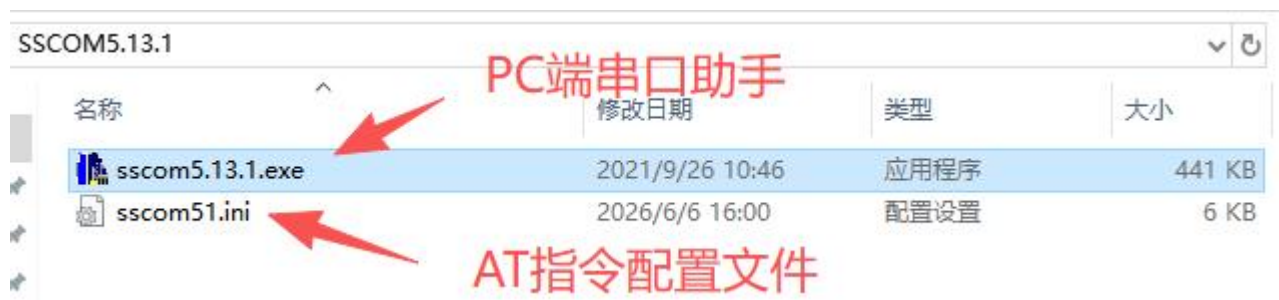 SSCOM5.13.1
PC端串口助手
名称 修改日期 类型 大小
sscom5.13.1.exe 2021/9/26 10:46 应用程序 441 KB
sscom51.ini 2026/6/6 16:00 配置设置 6 KB
AT指令配置文件